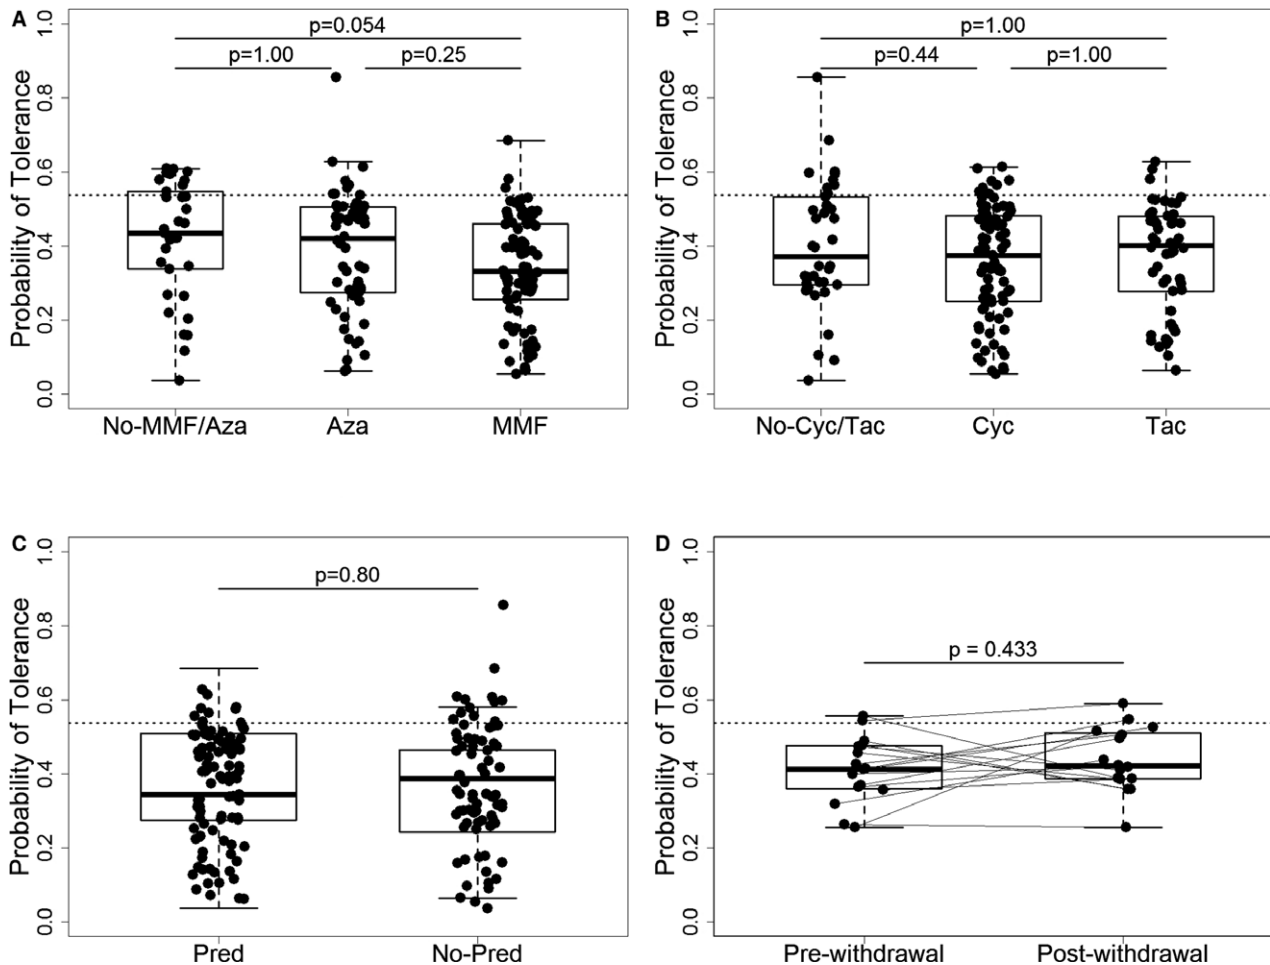 A
Probability of Tolerance
1.0
0.8
0.6
0.4
0.2
0.0
p=0.054
p=1.00 p=0.25
No-MMF/Aza Aza MMF
B
Probability of Tolerance
1.0
0.8
0.6
0.4
0.2
0.0
p=1.00
p=0.44 p=1.00
No-Cyc/Tac Cyc Tac
C
Probability of Tolerance
1.0
0.8
0.6
0.4
0.2
0.0
p=0.80
Pred No-Pred
D
Probability of Tolerance
1.0
0.8
0.6
0.4
0.2
0.0
p = 0.433
Pre-withdrawal Post-withdrawal